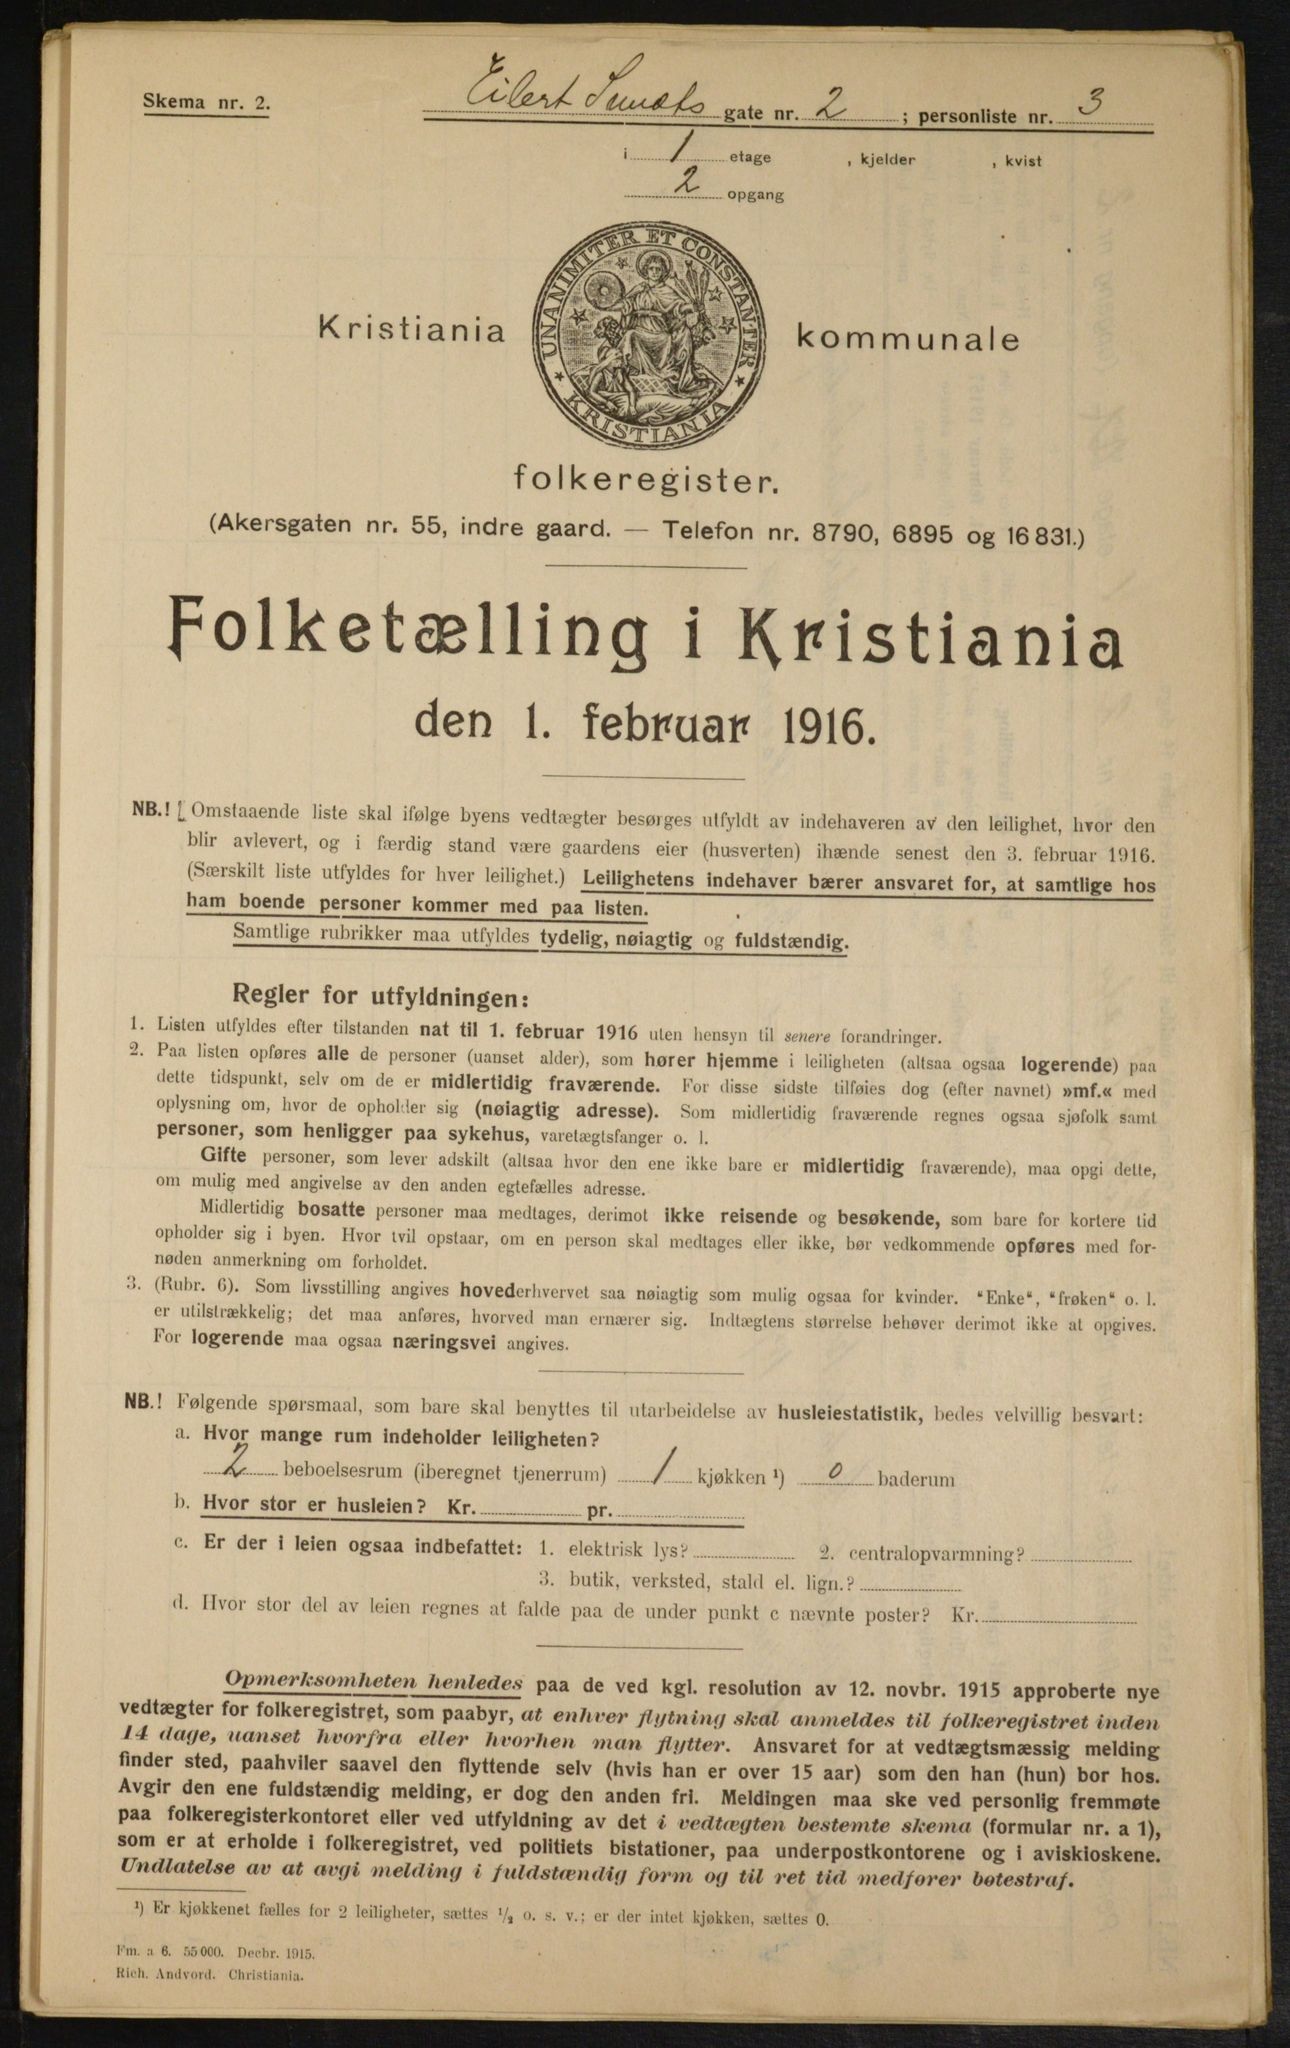 Skema nr. 2.
Eilert Sundts gate nr. 2 ; personliste nr. 3
i 1 etage , kjelder , kvist
2 opgang
UNANIMITER ET CONSTANTER
KRISTIANIA
Kristiania kommunale
folkeregister.
(Akersgaten nr. 55, indre gaard. — Telefon nr. 8790, 6895 og 16 831.)
Folketælling i Kristiania
den 1. februar 1916.
NB.! Omstaaende liste skal ifølge byens vedtægter besørges utfyldt av indehaveren av den leilighet, hvor den
blir avlevert, og i færdig stand være gaardens eier (husverten) ihænde senest den 3. februar 1916.
(Særskilt liste utfyldes for hver leilighet.) Leilighetens indehaver bærer ansvaret for, at samtlige hos
ham boende personer kommer med paa listen.
Samtlige rubrikker maa utfyldes tydelig, nøiagtig og fuldstændig.
Regler for utfyldningen:
1. Listen utfyldes efter tilstanden nat til 1. februar 1916 uten hensyn til senere forandringer.
2. Paa listen opføres alle de personer (uanset alder), som hører hjemme i leiligheten (altsaa ogsaa logerende) paa
dette tidspunkt, selv om de er midlertidig fraværende. For disse sidste tilføies dog (efter navnet) »mf.« med
oplysning om, hvor de opholder sig (nøiagtig adresse). Som midlertidig fraværende regnes ogsaa sjøfolk samt
personer, som henligger paa sykehus, varetægtsfanger o. l.
Gifte personer, som lever adskilt (altsaa hvor den ene ikke bare er midlertidig fraværende), maa opgi dette,
om mulig med angivelse av den anden egtefælles adresse.
Midlertidig bosatte personer maa medtages, derimot ikke reisende og besøkende, som bare for kortere tid
opholder sig i byen. Hvor tvil opstaar, om en person skal medtages eller ikke, bør vedkommende opføres med for-
nøden anmerkning om forholdet.
3. (Rubr. 6). Som livsstilling angives hovederhvervet saa nøiagtig som mulig ogsaa for kvinder. "Enke", "frøken" o. l.
er utilstrækkelig; det maa anføres, hvorved man ernærer sig. Indtægtens størrelse behøver derimot ikke at opgives.
For logerende maa ogsaa næringsvei angives.
NB.! Følgende spørsmaal, som bare skal benyttes til utarbeidelse av husleiestatistik, bedes velvillig besvart:
a. Hvor mange rum indeholder leiligheten?
2 beboelsesrum (iberegnet tjenerrum) 1 kjøkken ¹) 0 baderum
b. Hvor stor er husleien? Kr. pr.
c. Er der i leien ogsaa indbefattet: 1. elektrisk lys? 2. centralopvarmning?
3. butik, verksted, stald el. lign.?
d. Hvor stor del av leien regnes at falde paa de under punkt c nævnte poster? Kr.
Opmerksomheten henledes paa de ved kgl. resolution av 12. novbr. 1915 approberte nye
vedtægter for folkeregistret, som paabyr, at enhver flytning skal anmeldes til folkeregistret inden
14 dage, uanset hvorfra eller hvorhen man flytter. Ansvaret for at vedtægtsmæssig melding
finder sted, paahviler saavel den flyttende selv (hvis han er over 15 aar) som den han (hun) bor hos.
Avgir den ene fuldstændig melding, er dog den anden fri. Meldingen maa ske ved personlig fremmøte
paa folkeregisterkontoret eller ved utfyldning av det i vedtægten bestemte skema (formular nr. a 1),
som er at erholde i folkeregistret, ved politiets bistationer, paa underpostkontorene og i aviskioskene.
Undlatelse av at avgi melding i fuldstændig form og til ret tid medfører bøtestraf.
¹) Er kjøkkenet fælles for 2 leiligheter, sættes ½ o. s. v.; er der intet kjøkken, sættes 0.
Fm. a 6. 55 000. Decbr. 1915.
Rich. Andvord. Christiania.